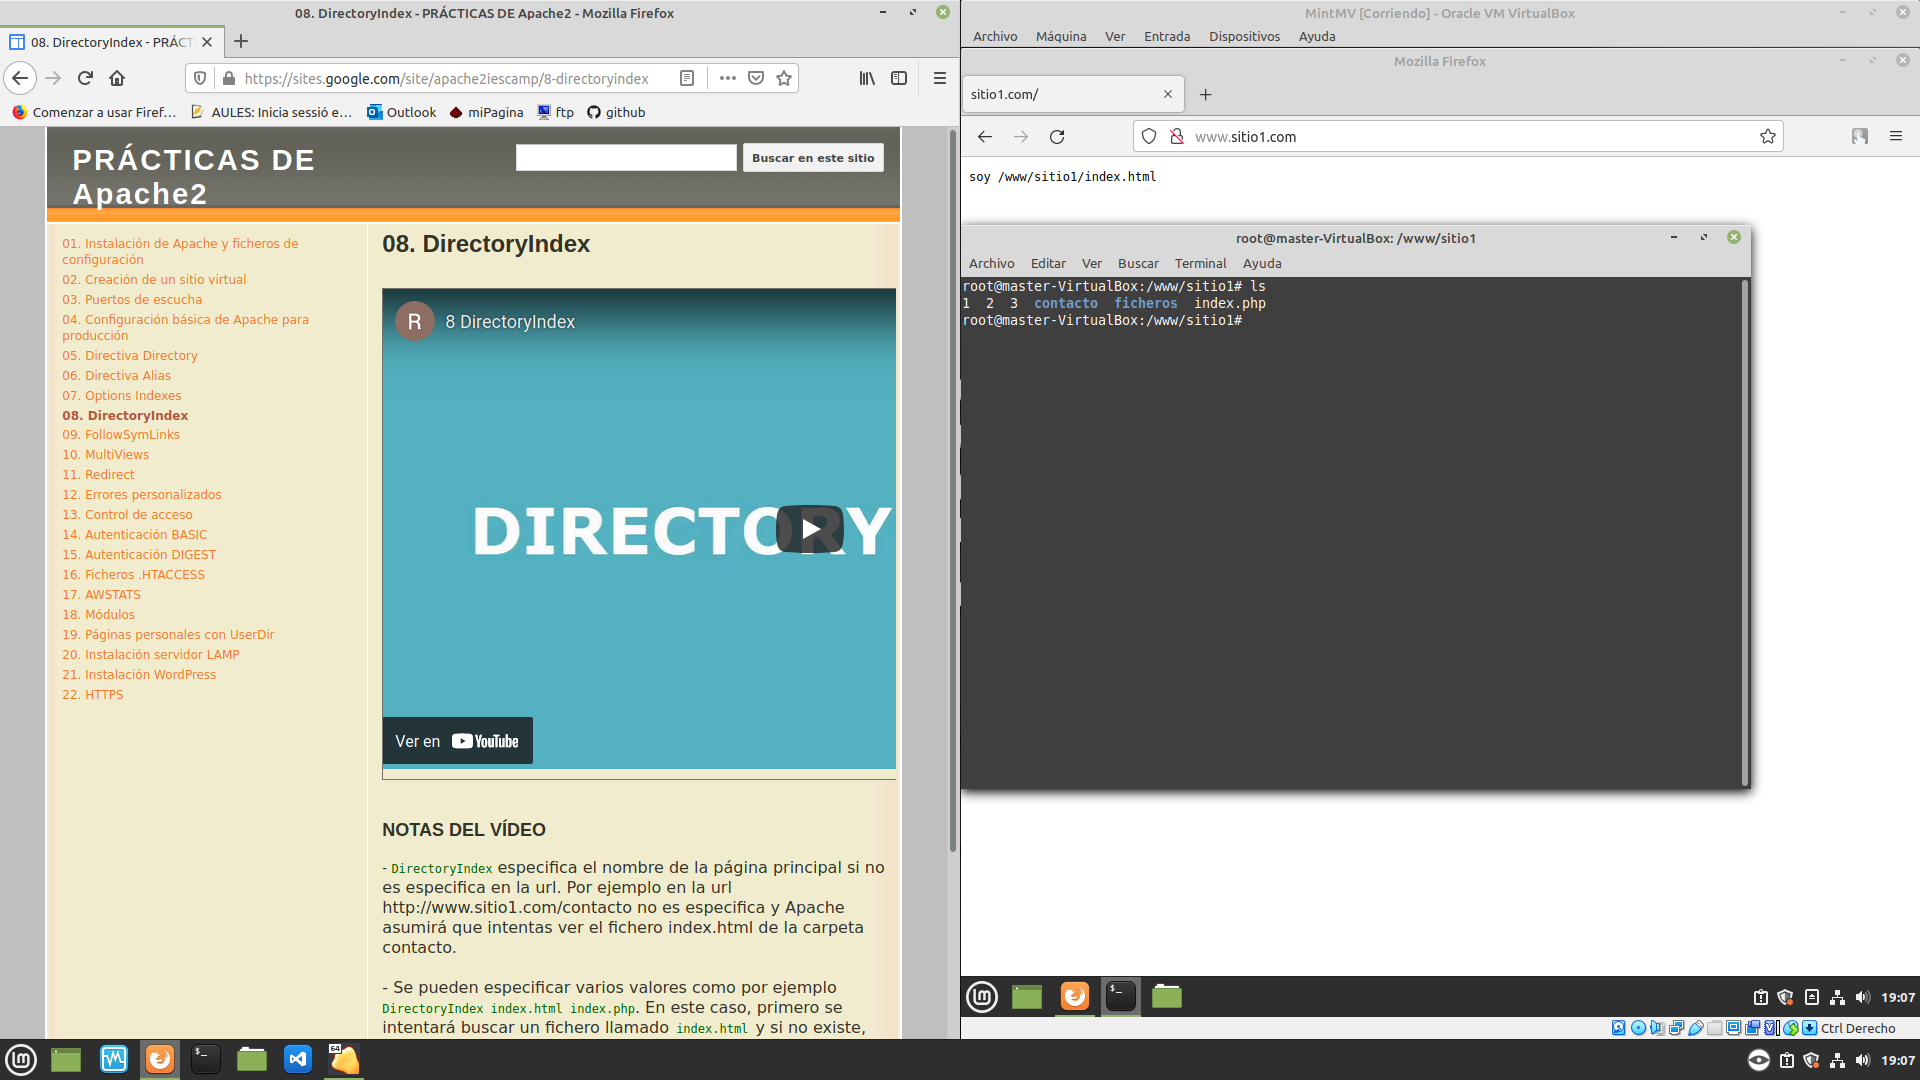 08. DirectoryIndex - PRÁCTICAS DE Apache2 - Mozilla Firefox
08. DirectoryIndex - PRÁCT
https://sites.google.com/site/apache2iescamp/8-directoryindex
Comenzar a usar Firef…
AULES: Inicia sessió e…
Outlook
miPagina
ftp
github
PRÁCTICAS DE
Apache2
Buscar en este sitio
01. Instalación de Apache y ficheros de
configuración
02. Creación de un sitio virtual
03. Puertos de escucha
04. Configuración básica de Apache para
producción
05. Directiva Directory
06. Directiva Alias
07. Options Indexes
08. DirectoryIndex
09. FollowSymLinks
10. MultiViews
11. Redirect
12. Errores personalizados
13. Control de acceso
14. Autenticación BASIC
15. Autenticación DIGEST
16. Ficheros .HTACCESS
17. AWSTATS
18. Módulos
19. Páginas personales con UserDir
20. Instalación servidor LAMP
21. Instalación WordPress
22. HTTPS
08. DirectoryIndex
R
8 DirectoryIndex
DIRECTORY
Ver en YouTube
NOTAS DEL VÍDEO
- DirectoryIndex especifica el nombre de la página principal si no
es especifica en la url. Por ejemplo en la url
http://www.sitio1.com/contacto no es especifica y Apache
asumirá que intentas ver el fichero index.html de la carpeta
contacto.
- Se pueden especificar varios valores como por ejemplo
DirectoryIndex index.html index.php. En este caso, primero se
intentará buscar un fichero llamado index.html y si no existe,
MintMV [Corriendo] - Oracle VM VirtualBox
Archivo Máquina Ver Entrada Dispositivos Ayuda
Mozilla Firefox
sitio1.com/
www.sitio1.com
soy /www/sitio1/index.html
root@master-VirtualBox: /www/sitio1
Archivo Editar Ver Buscar Terminal Ayuda
root@master-VirtualBox:/www/sitio1# ls
1 2 3 contacto ficheros index.php
root@master-VirtualBox:/www/sitio1#
19:07
Ctrl Derecho
64
19:07